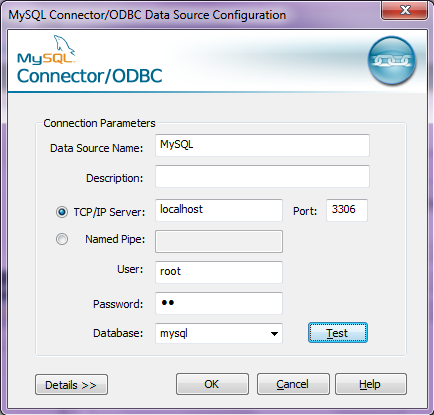 MySQL Connector/ODBC Data Source Configuration
MySQL
Connector/ODBC
Connection Parameters
Data Source Name: MySQL
Description:
TCP/IP Server: localhost Port: 3306
Named Pipe:
User: root
Password: ●●
Database: mysql Test
Details >> OK Cancel Help